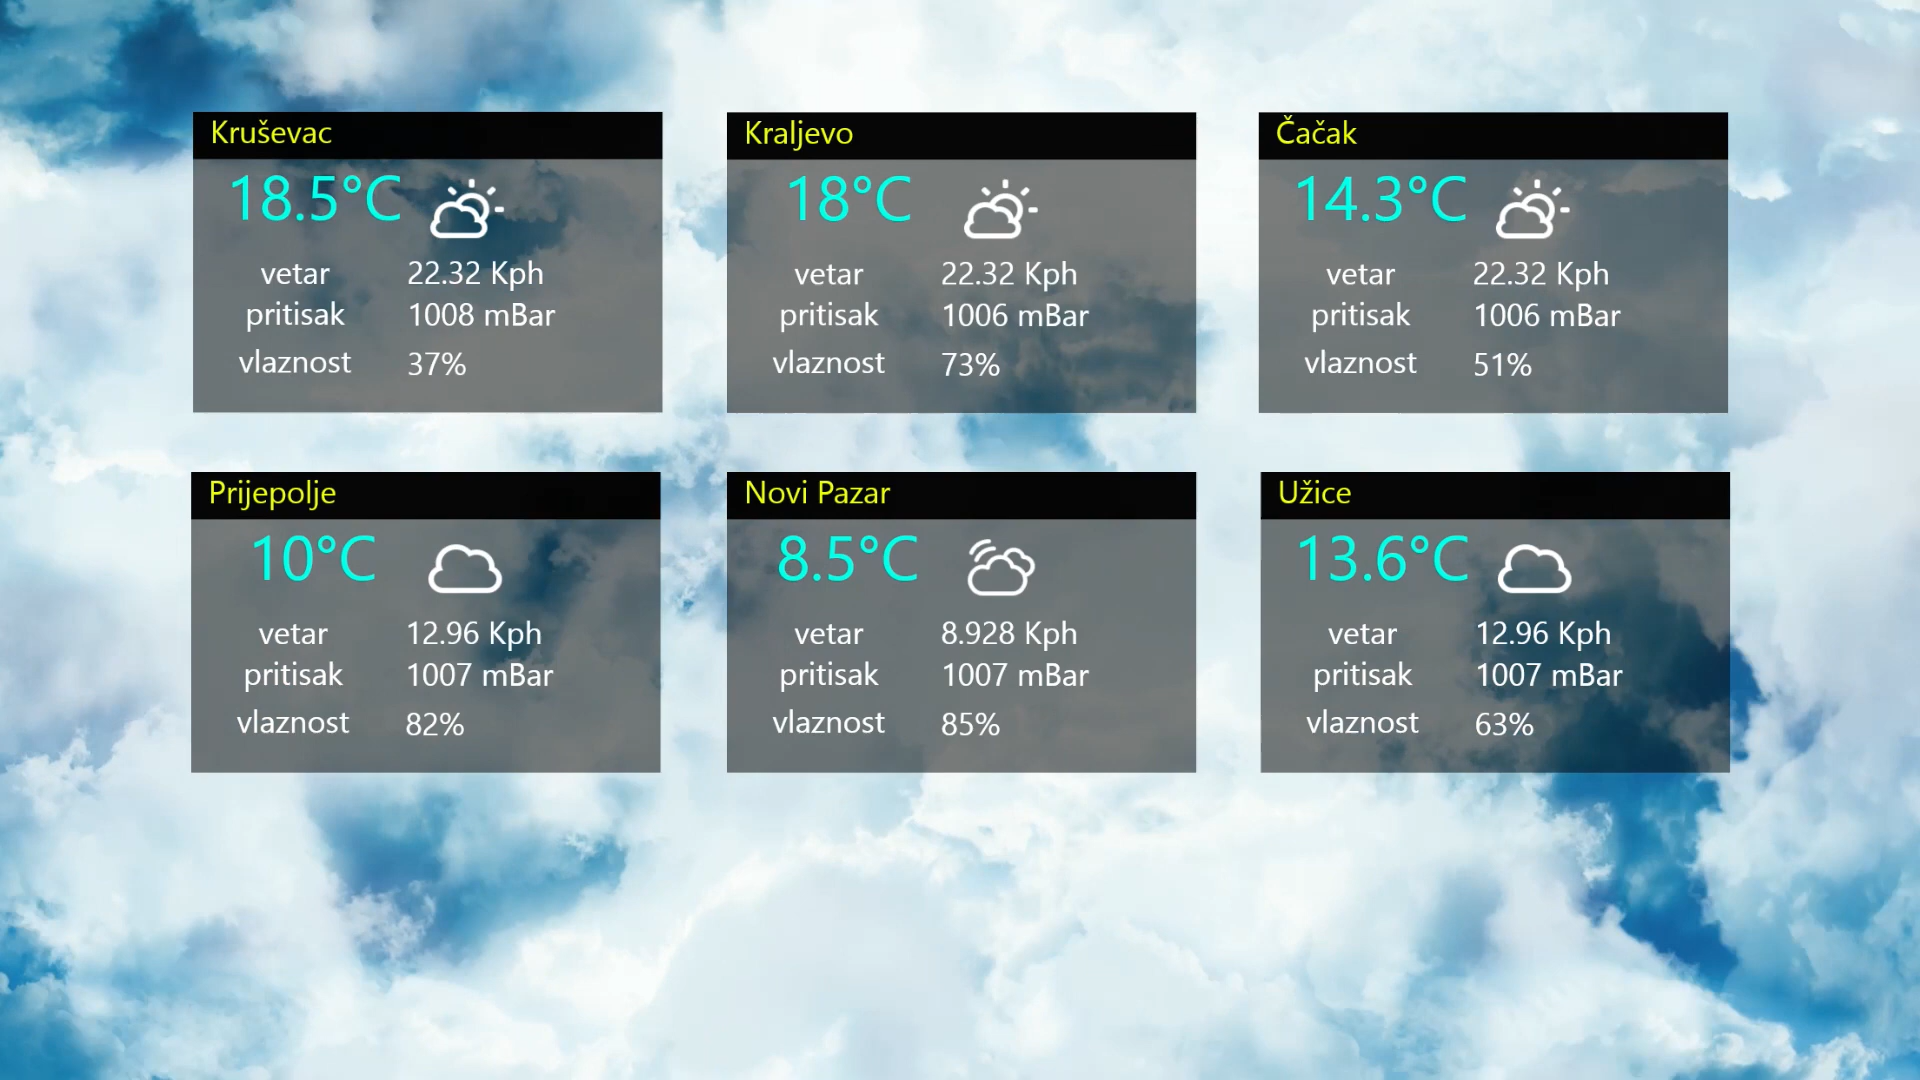 Kruševac
18.5°C
vetar 22.32 Kph
pritisak 1008 mBar
vlaznost 37%
Kraljevo
18°C
vetar 22.32 Kph
pritisak 1006 mBar
vlaznost 73%
Čačak
14.3°C
vetar 22.32 Kph
pritisak 1006 mBar
vlaznost 51%
Prijepolje
10°C
vetar 12.96 Kph
pritisak 1007 mBar
vlaznost 82%
Novi Pazar
8.5°C
vetar 8.928 Kph
pritisak 1007 mBar
vlaznost 85%
Užice
13.6°C
vetar 12.96 Kph
pritisak 1007 mBar
vlaznost 63%